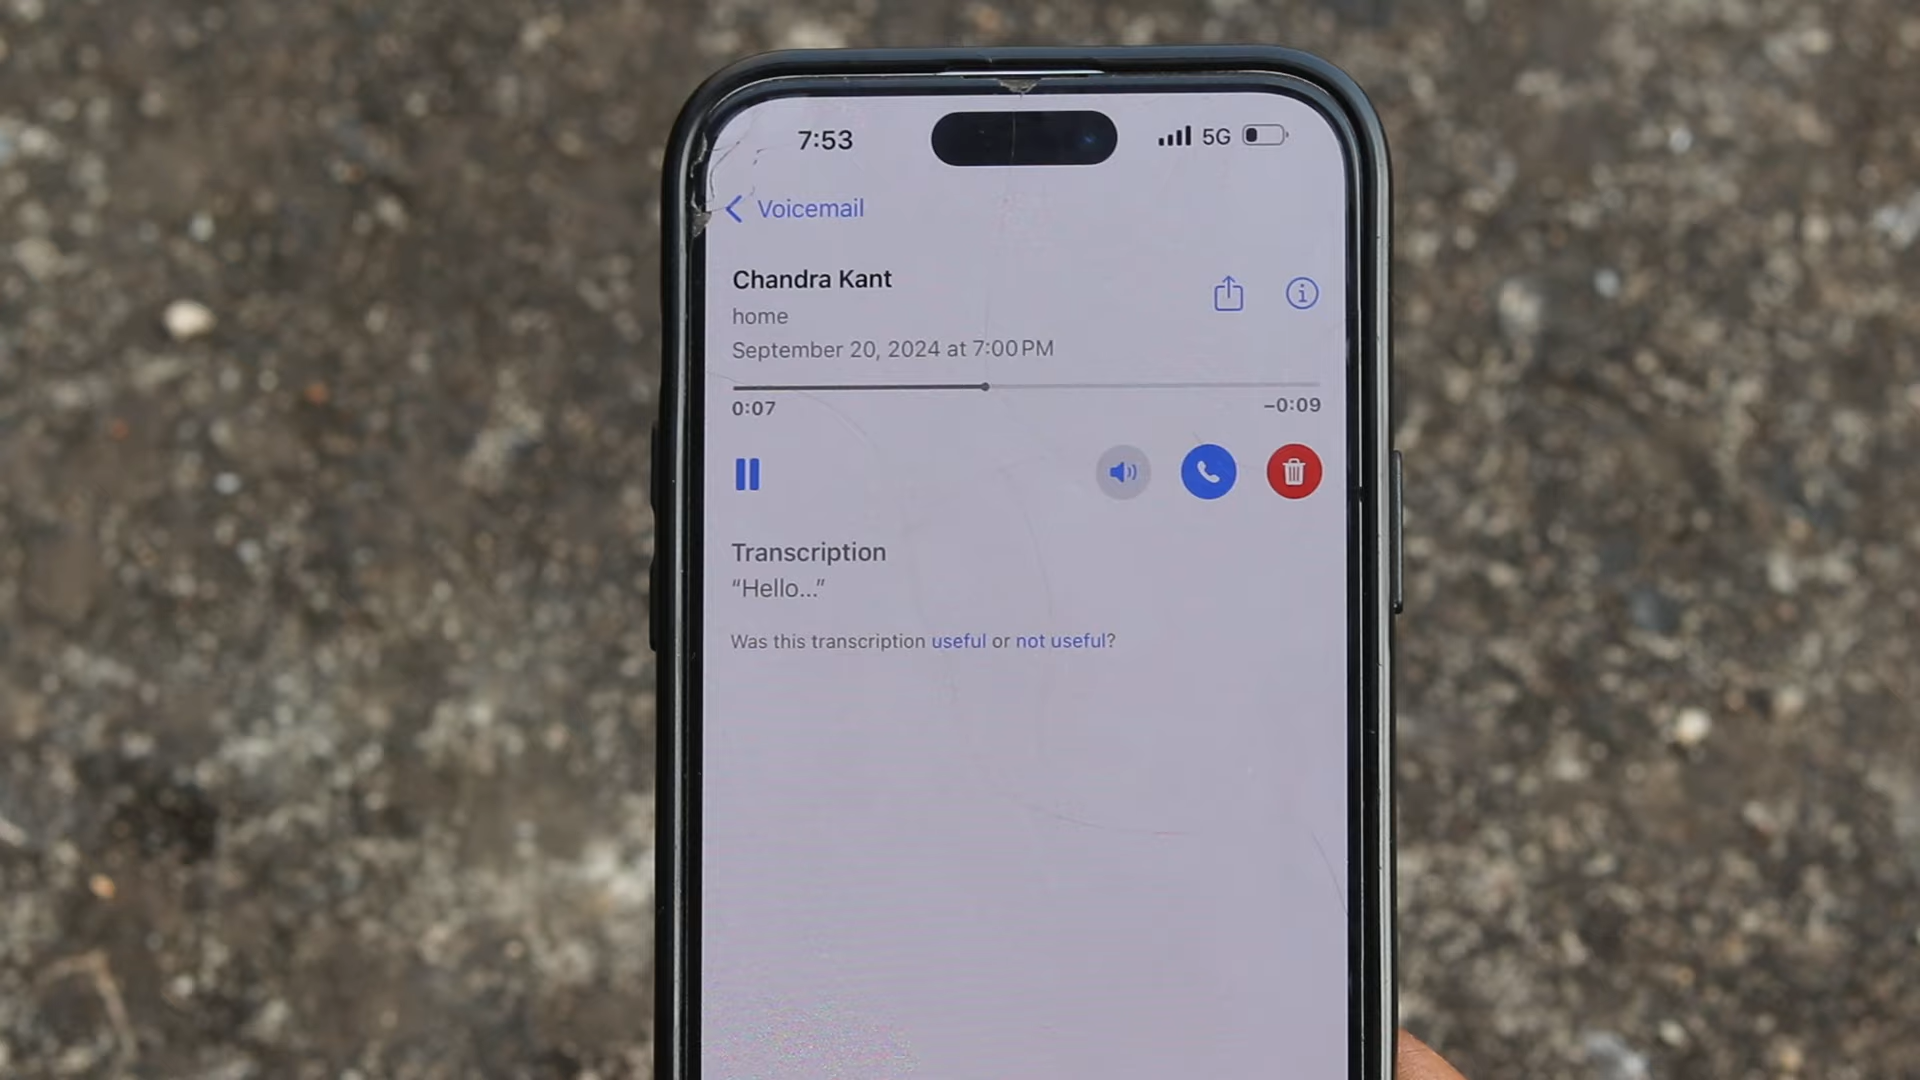 7:53
5G
Voicemail
Chandra Kant
home
September 20, 2024 at 7:00 PM
0:07
–0:09
Transcription
“Hello...”
Was this transcription useful or not useful?